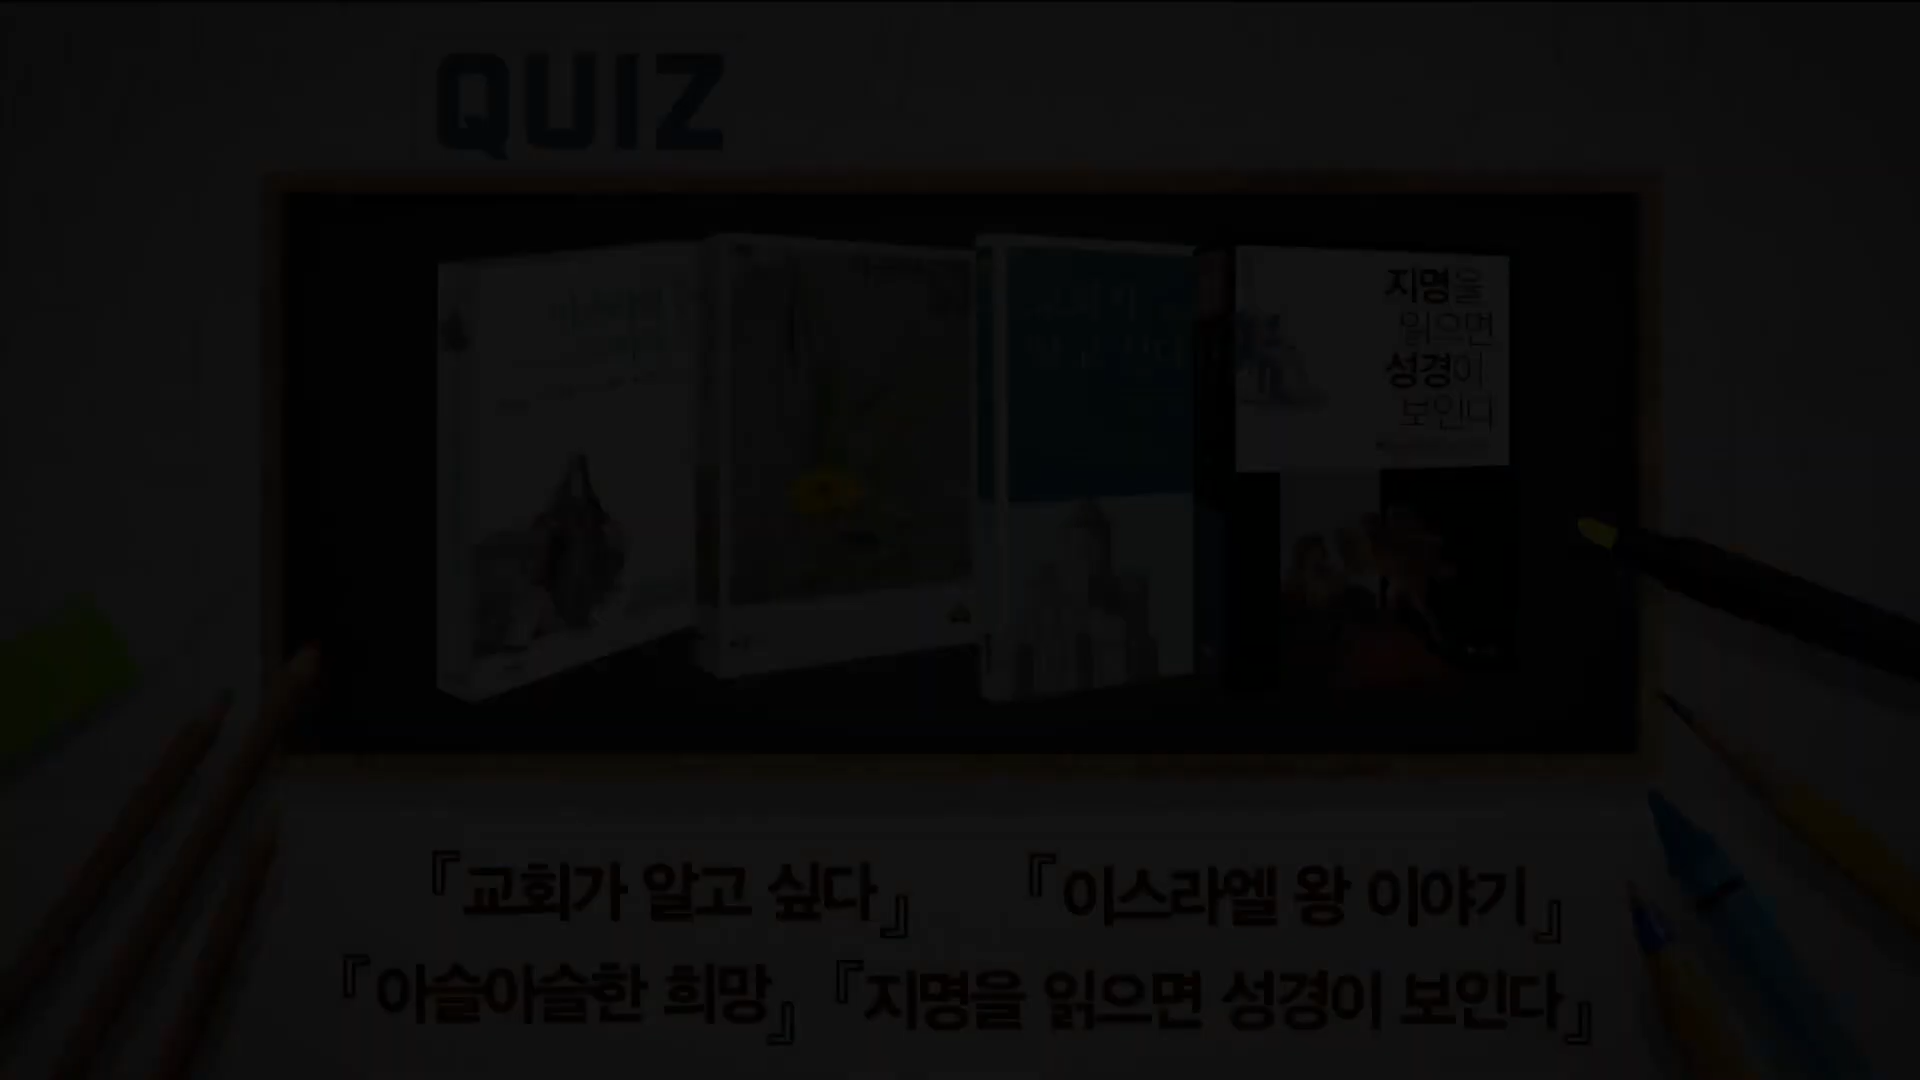 QUIZ
지명을
읽으면
성경이
보인다
『교회가 알고 싶다』
『이스라엘 왕 이야기』
『아슬아슬한 희망』
『지명을 읽으면 성경이 보인다』